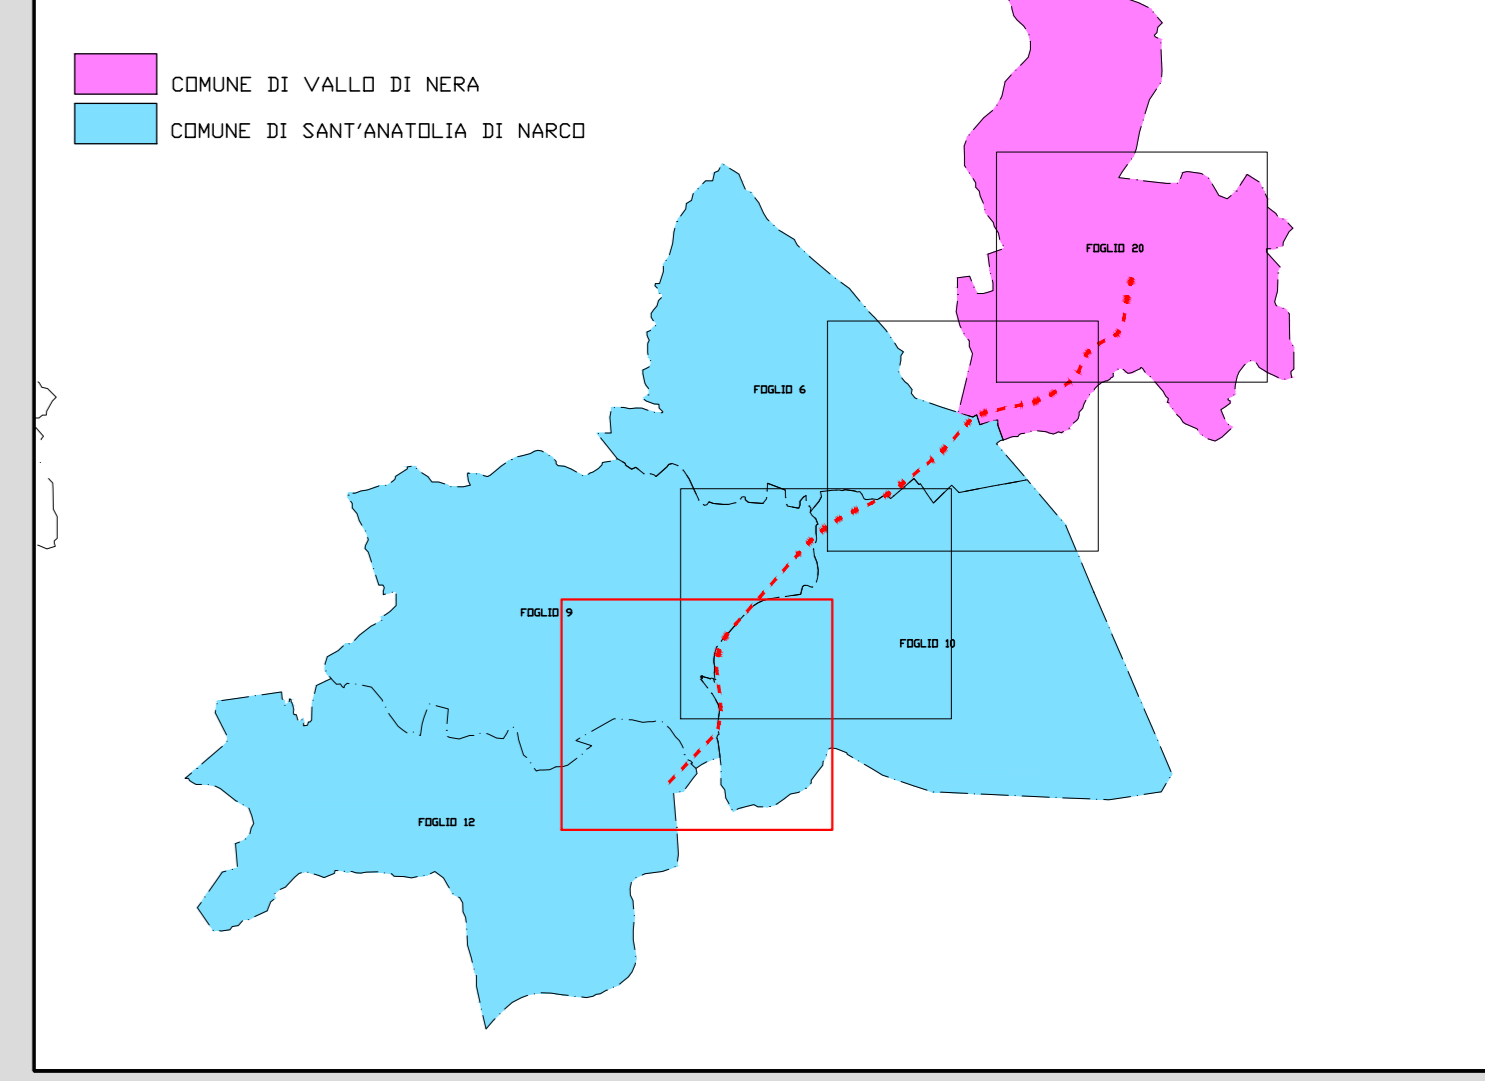 COMUNE DI VALLO DI NERA
COMUNE DI SANT'ANATOLIA DI NARCO
FOGLIO 20
FOGLIO 6
FOGLIO 9
FOGLIO 10
FOGLIO 12